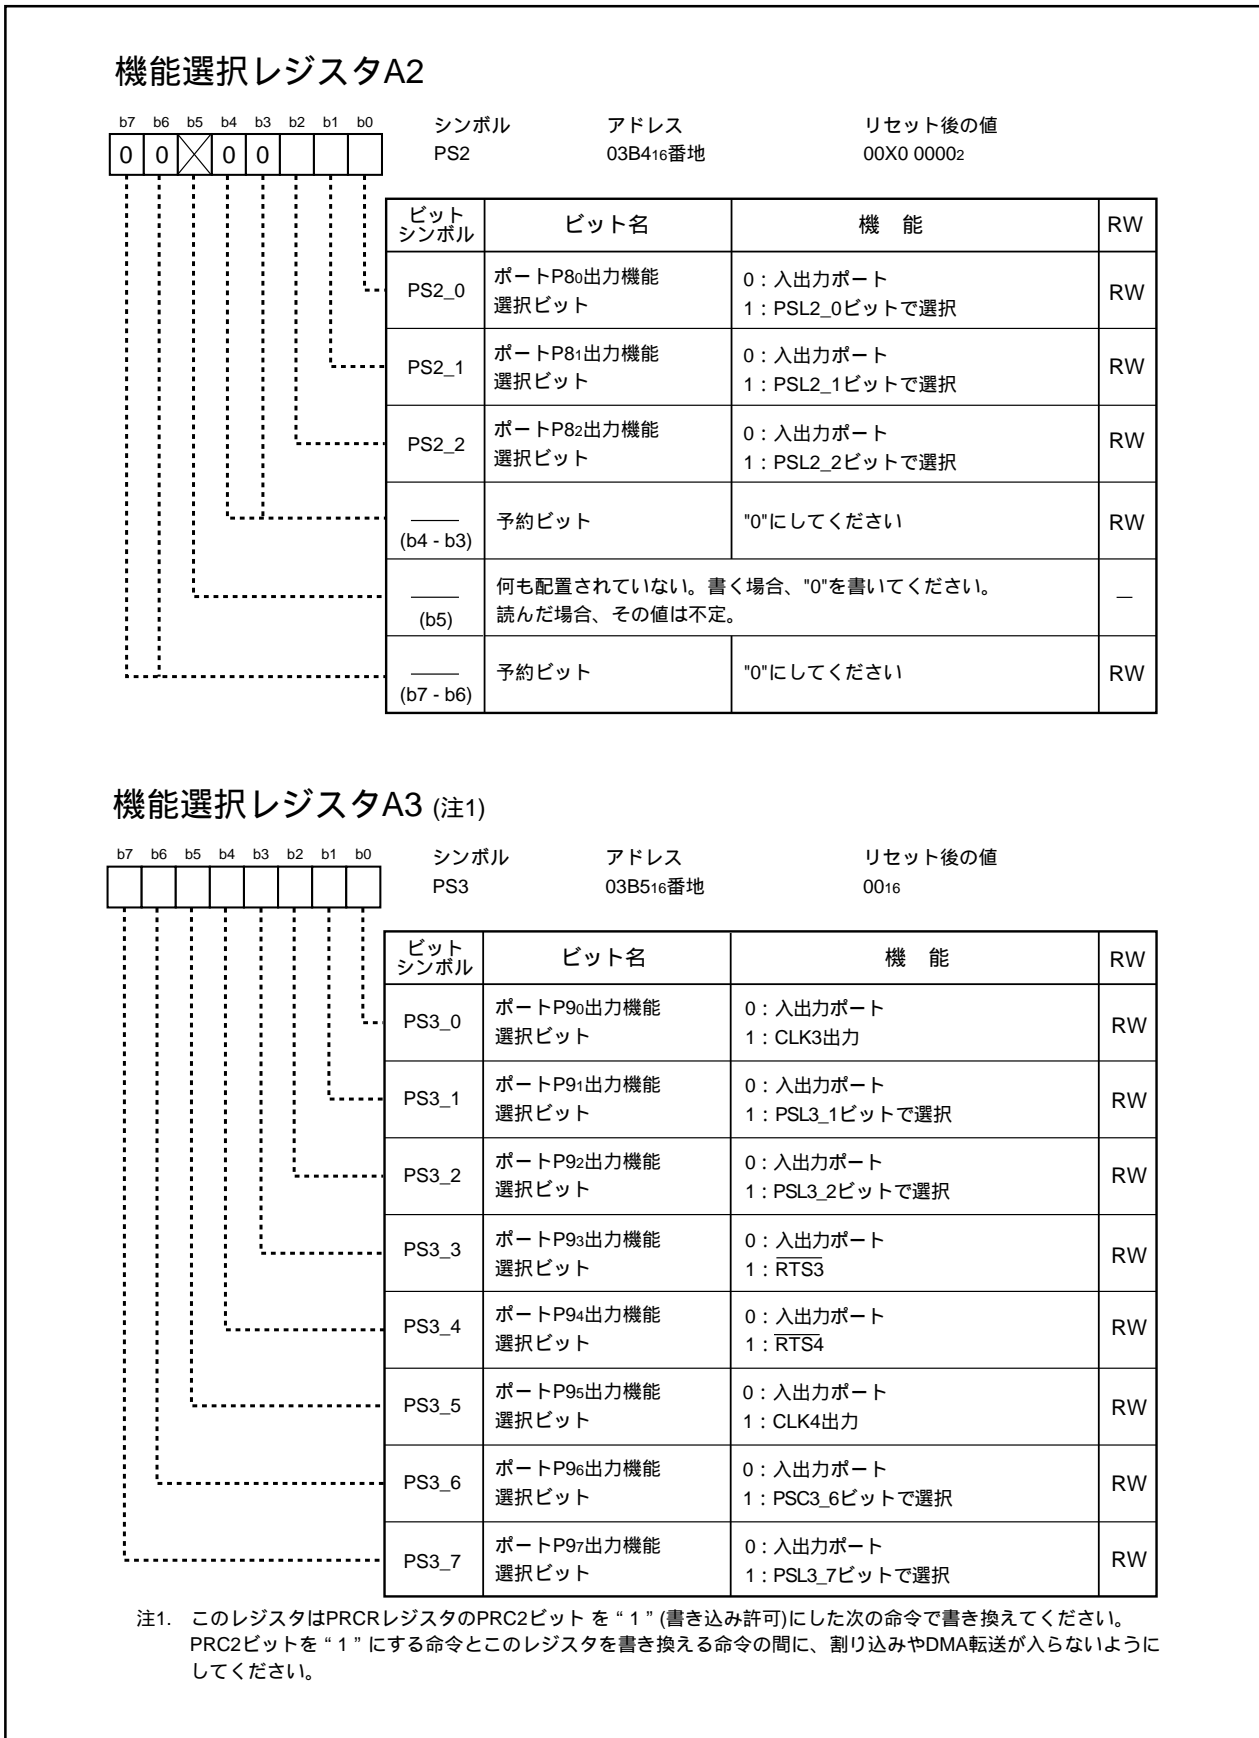 機能選択レジスタA2
b7 b6 b5 b4 b3 b2 b1 b0
0 0 0 0
シンボル アドレス リセット後の値
PS2 03B416番地 00X0 00002
ビットシンボル ビット名 機 能 RW
PS2_0 ポートP80出力機能 0：入出力ポート RW
選択ビット 1：PSL2_0ビットで選択
PS2_1 ポートP81出力機能 0：入出力ポート RW
選択ビット 1：PSL2_1ビットで選択
PS2_2 ポートP82出力機能 0：入出力ポート RW
選択ビット 1：PSL2_2ビットで選択
(b4 - b3) 予約ビット "0"にしてください RW
何も配置されていない。書く場合、"0"を書いてください。 —
(b5) 読んだ場合、その値は不定。
(b7 - b6) 予約ビット "0"にしてください RW
機能選択レジスタA3 (注1)
b7 b6 b5 b4 b3 b2 b1 b0
シンボル アドレス リセット後の値
PS3 03B516番地 0016
ビットシンボル ビット名 機 能 RW
PS3_0 ポートP90出力機能 0：入出力ポート RW
選択ビット 1：CLK3出力
PS3_1 ポートP91出力機能 0：入出力ポート RW
選択ビット 1：PSL3_1ビットで選択
PS3_2 ポートP92出力機能 0：入出力ポート RW
選択ビット 1：PSL3_2ビットで選択
PS3_3 ポートP93出力機能 0：入出力ポート RW
選択ビット 1：RTS3
PS3_4 ポートP94出力機能 0：入出力ポート RW
選択ビット 1：RTS4
PS3_5 ポートP95出力機能 0：入出力ポート RW
選択ビット 1：CLK4出力
PS3_6 ポートP96出力機能 0：入出力ポート RW
選択ビット 1：PSC3_6ビットで選択
PS3_7 ポートP97出力機能 0：入出力ポート RW
選択ビット 1：PSL3_7ビットで選択
注1. このレジスタはPRCRレジスタのPRC2ビット を“1”(書き込み許可)にした次の命令で書き換えてください。
PRC2ビットを“1”にする命令とこのレジスタを書き換える命令の間に、割り込みやDMA転送が入らないように
してください。